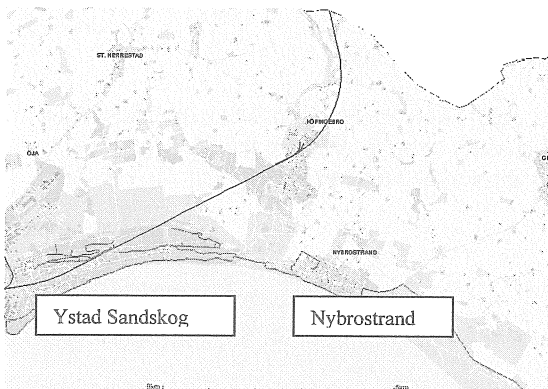 ST. HERRESTAD
KÖPINGEBRO
ÖJA
NYBROSTRAND
Ystad Sandskog
Nybrostrand